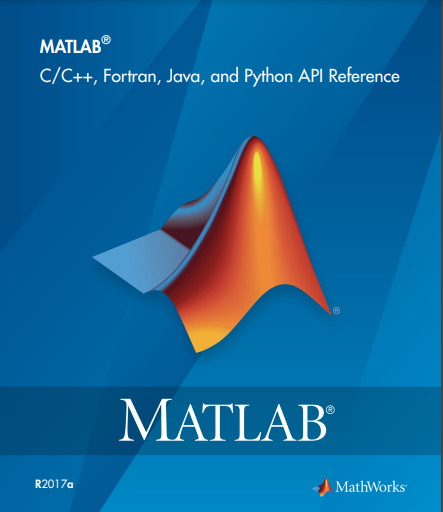 MATLAB®
C/C++, Fortran, Java, and Python API Reference
®
MATLAB®
R2017a
MathWorks®